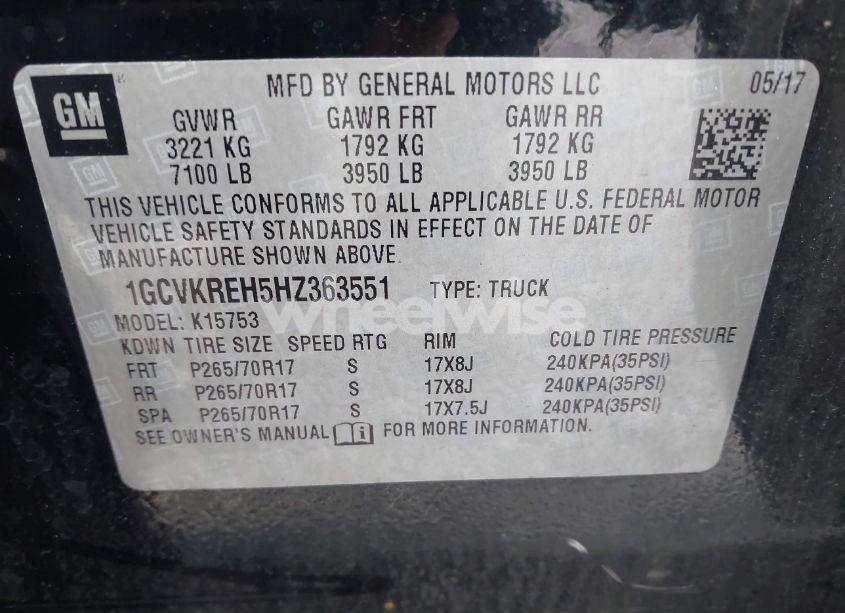 GM
MFD BY GENERAL MOTORS LLC 05/17
GVWR GAWR FRT GAWR RR
3221 KG 1792 KG 1792 KG
7100 LB 3950 LB 3950 LB
THIS VEHICLE CONFORMS TO ALL APPLICABLE U.S. FEDERAL MOTOR
VEHICLE SAFETY STANDARDS IN EFFECT ON THE DATE OF
MANUFACTURE SHOWN ABOVE.
1GCVKREH5HZ363551 TYPE: TRUCK
wheelwise
MODEL: K15753
KDWN TIRE SIZE SPEED RTG RIM COLD TIRE PRESSURE
FRT P265/70R17 S 17X8J 240KPA(35PSI)
RR P265/70R17 S 17X8J 240KPA(35PSI)
SPA P265/70R17 S 17X7.5J 240KPA(35PSI)
SEE OWNER'S MANUAL FOR MORE INFORMATION.